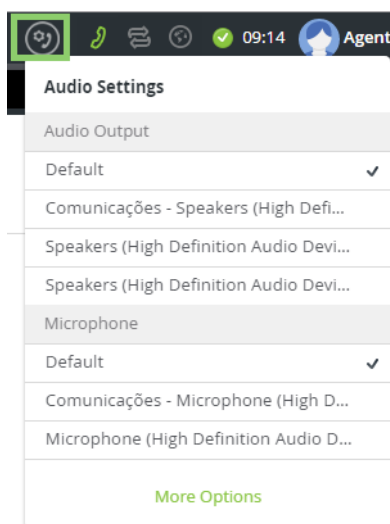 09:14 Agent
Audio Settings
Audio Output
Default
Comunicações - Speakers (High Defi...
Speakers (High Definition Audio Devi...
Speakers (High Definition Audio Devi...
Microphone
Default
Comunicações - Microphone (High D...
Microphone (High Definition Audio D...
More Options